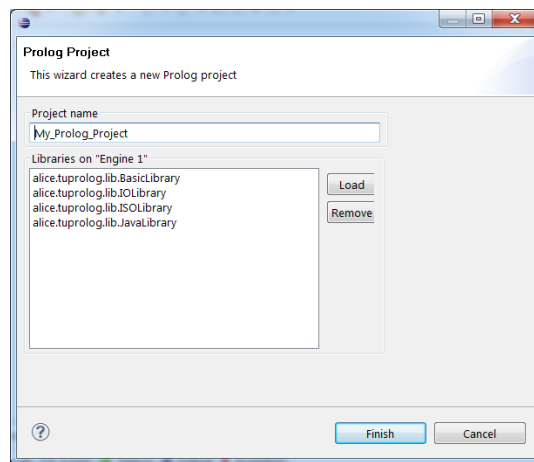 Prolog Project
This wizard creates a new Prolog project
Project name
My_Prolog_Project
Libraries on "Engine 1"
alice.tuprolog.lib.BasicLibrary
alice.tuprolog.lib.IOLibrary
alice.tuprolog.lib.ISOLibrary
alice.tuprolog.lib.JavaLibrary
Load
Remove
?
Finish
Cancel